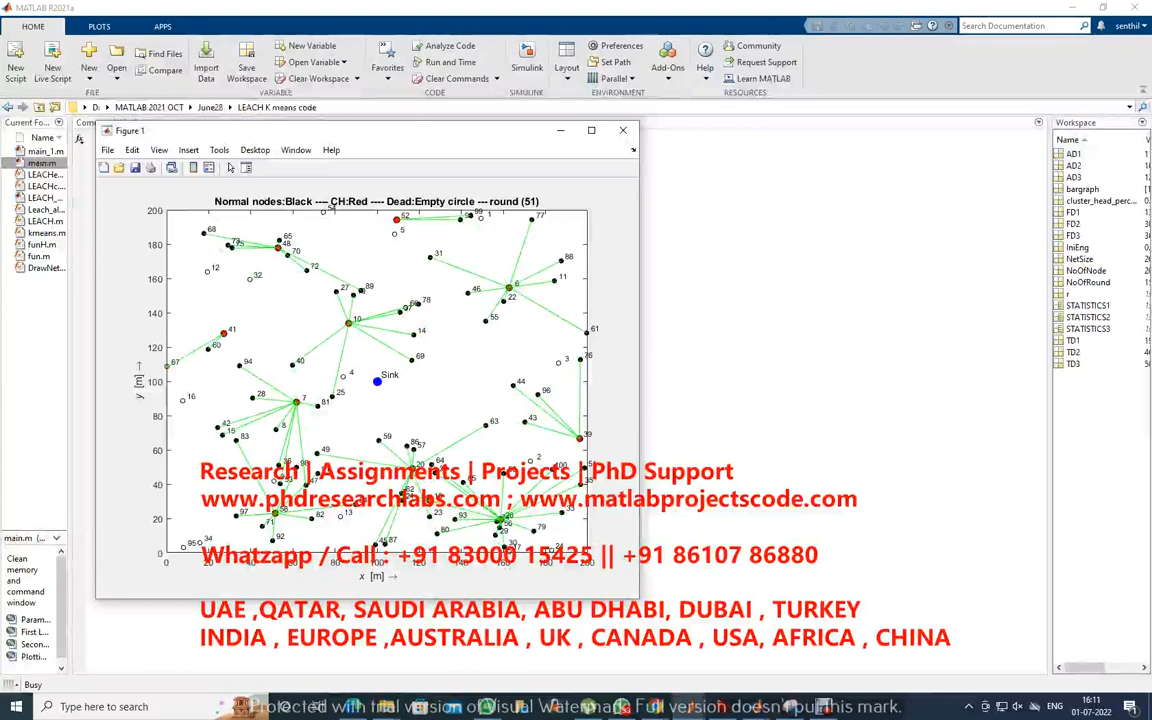 MATLAB R2021a
HOME PLOTS APPS
Search Documentation senthil
New Script New Live Script New Open Find Files Compare Import Data Save Workspace New Variable Open Variable Clear Workspace Favorites Analyze Code Run and Time Clear Commands Simulink Layout Preferences Set Path Parallel Add-Ons Help Community Request Support Learn MATLAB
FILE VARIABLE CODE SIMULINK ENVIRONMENT RESOURCES
D: MATLAB 2021 OCT June28 LEACH K means code
Current Fo...
Name
main_1.m
main.m
LEACHe...
LEACHc...
LEACH_...
Leach_al...
LEACH.m
kmeans.m
funH.m
fun.m
DrawNet...
main.m (...
Clean memory and command window
Param...
First L...
Secon...
Plotti...
Busy
Figure 1
File Edit View Insert Tools Desktop Window Help
Normal nodes:Black ---- CH:Red ---- Dead:Empty circle --- round (51)
Sink
y [m] →
x [m] →
Workspace
Name
AD1
AD2
AD3
bargraph
cluster_head_perc...
FD1
FD2
FD3
IniEng
NetSize
NoOfNode
NoOfRound
r
STATISTICS1
STATISTICS2
STATISTICS3
TD1
TD2
TD3
Research | Assignments | Projects | PhD Support
www.phdresearchlabs.com ; www.matlabprojectscode.com
Whatzapp / Call : +91 83000 15425 || +91 86107 86880
UAE ,QATAR, SAUDI ARABIA, ABU DHABI, DUBAI , TURKEY
INDIA , EUROPE ,AUSTRALIA , UK , CANADA , USA, AFRICA , CHINA
Type here to search
Protected with trial version of Visual Watermark. Full version doesn't put this mark.
ENG
16:11
01-07-2022